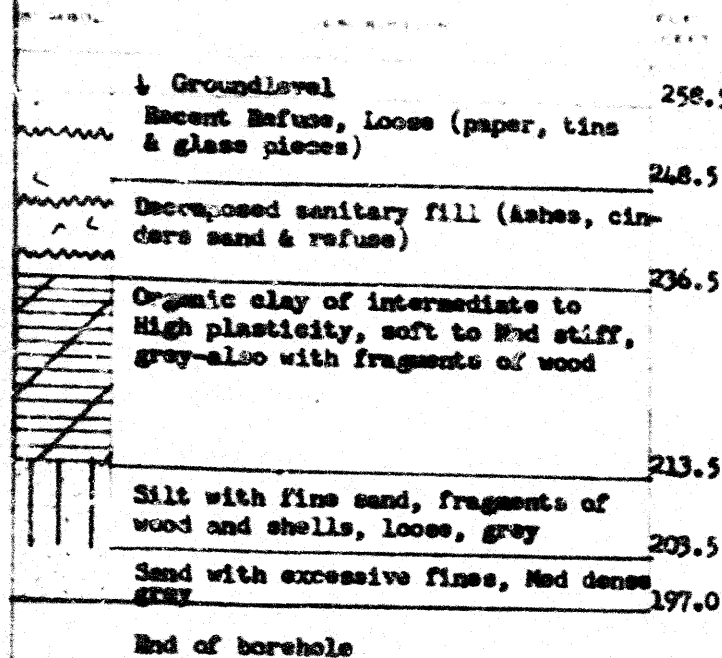 ↓ Groundlevel
258.5
Recent Refuse, Loose (paper, tins
& glass pieces)
248.5
Decomposed sanitary fill (Ashes, cin-
ders sand & refuse)
236.5
Organic clay of intermediate to
High plasticity, soft to Med stiff,
grey-also with fragments of wood
213.5
Silt with fine sand, fragments of
wood and shells, loose, grey
203.5
Sand with excessive fines, Med dense
grey
197.0
End of borehole